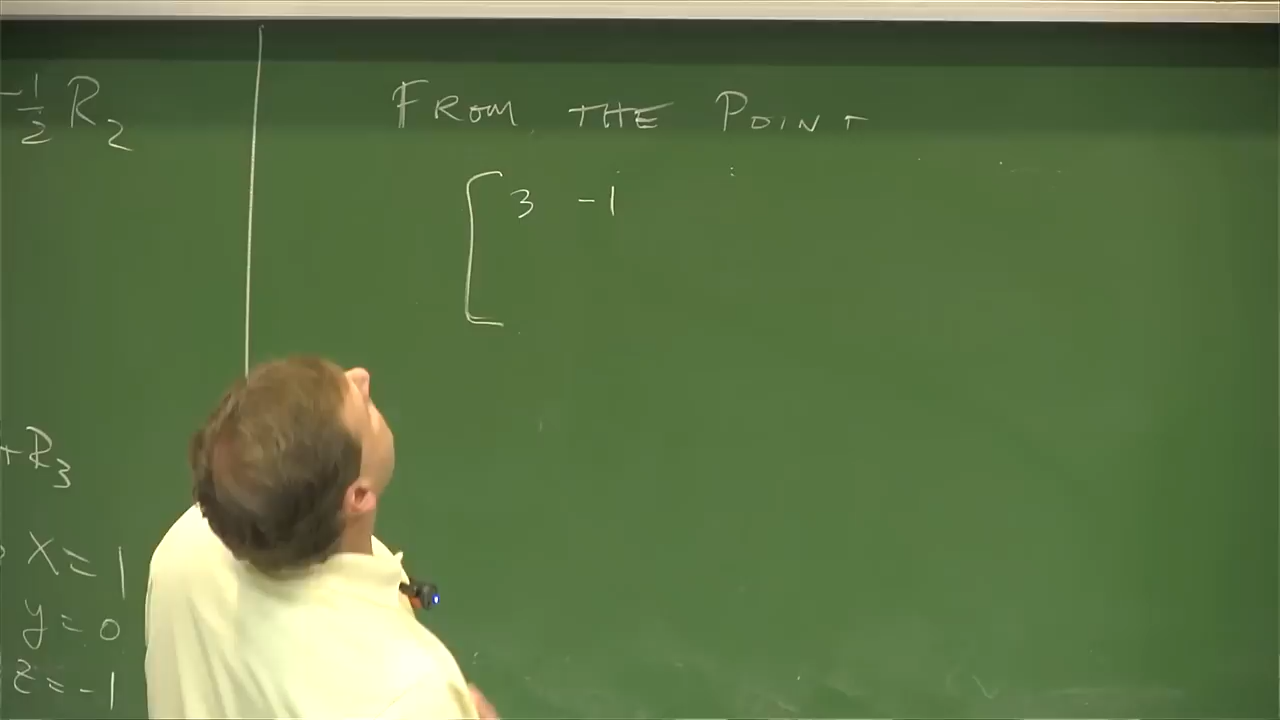 -1/2 R2
+R3
x = 1
y = 0
z = -1
FROM THE POINT
[ 3 -1